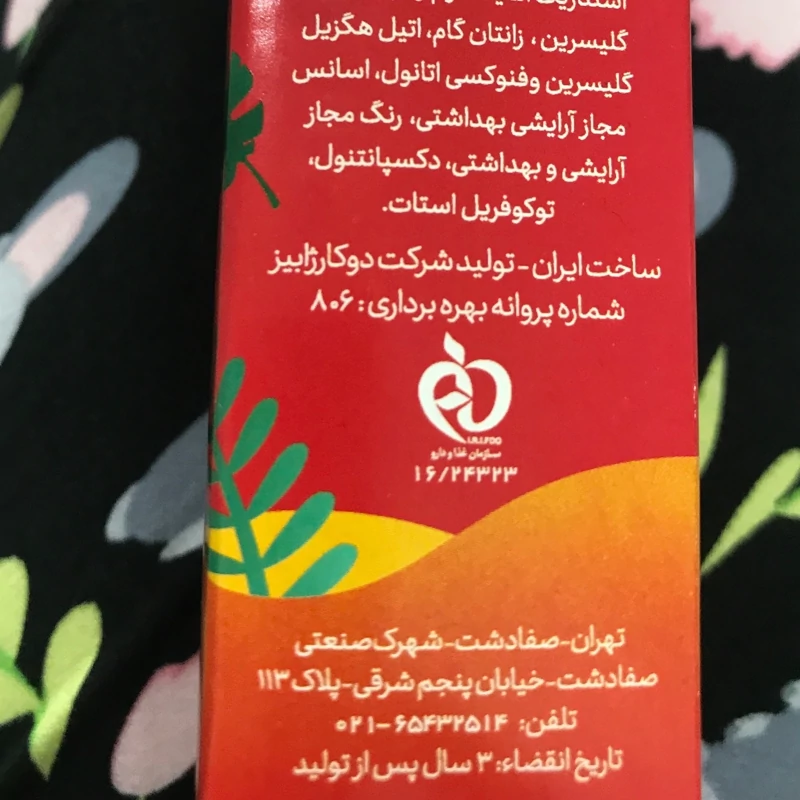 گلیسرین، زانتان گام، اتیل هگزیل
گلیسرین وفنوکسی اتانول، اسانس
مجاز آرایشی بهداشتی، رنگ مجاز
آرایشی و بهداشتی، دکسپانتنول،
توکوفریل استات.
ساخت ایران - تولید شرکت دوکارژابیز
شماره پروانه بهره برداری: ۸۰۶
I.R.I.FDO
سازمان غذا و دارو
۱۶/۲۴۳۲۳
تهران-صفادشت-شهرک صنعتی
صفادشت-خیابان پنجم شرقی-پلاک ۱۱۳
تلفن: ۶۵۴۳۲۵۱۴-۰۲۱
تاریخ انقضاء: ۳ سال پس از تولید